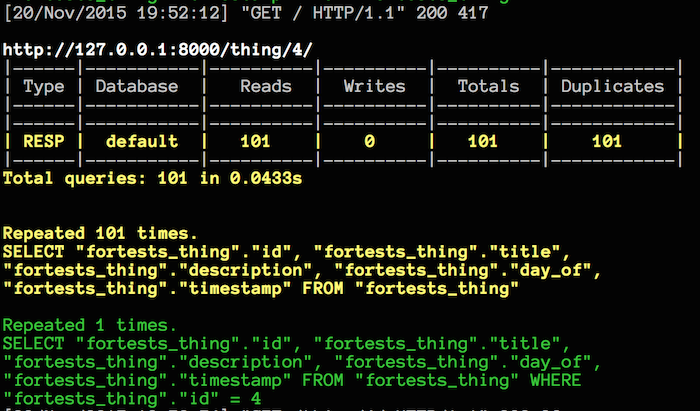 [20/Nov/2015 19:52:12] "GET / HTTP/1.1" 200 417
http://127.0.0.1:8000/thing/4/
|------|-----------|----------|----------|----------|------------|
| Type | Database | Reads | Writes | Totals | Duplicates |
|------|-----------|----------|----------|----------|------------|
|------|-----------|----------|----------|----------|------------|
| RESP | default | 101 | 0 | 101 | 101 |
|------|-----------|----------|----------|----------|------------|
Total queries: 101 in 0.0433s
Repeated 101 times.
SELECT "fortests_thing"."id", "fortests_thing"."title",
"fortests_thing"."description", "fortests_thing"."day_of",
"fortests_thing"."timestamp" FROM "fortests_thing"
Repeated 1 times.
SELECT "fortests_thing"."id", "fortests_thing"."title",
"fortests_thing"."description", "fortests_thing"."day_of",
"fortests_thing"."timestamp" FROM "fortests_thing" WHERE
"fortests_thing"."id" = 4